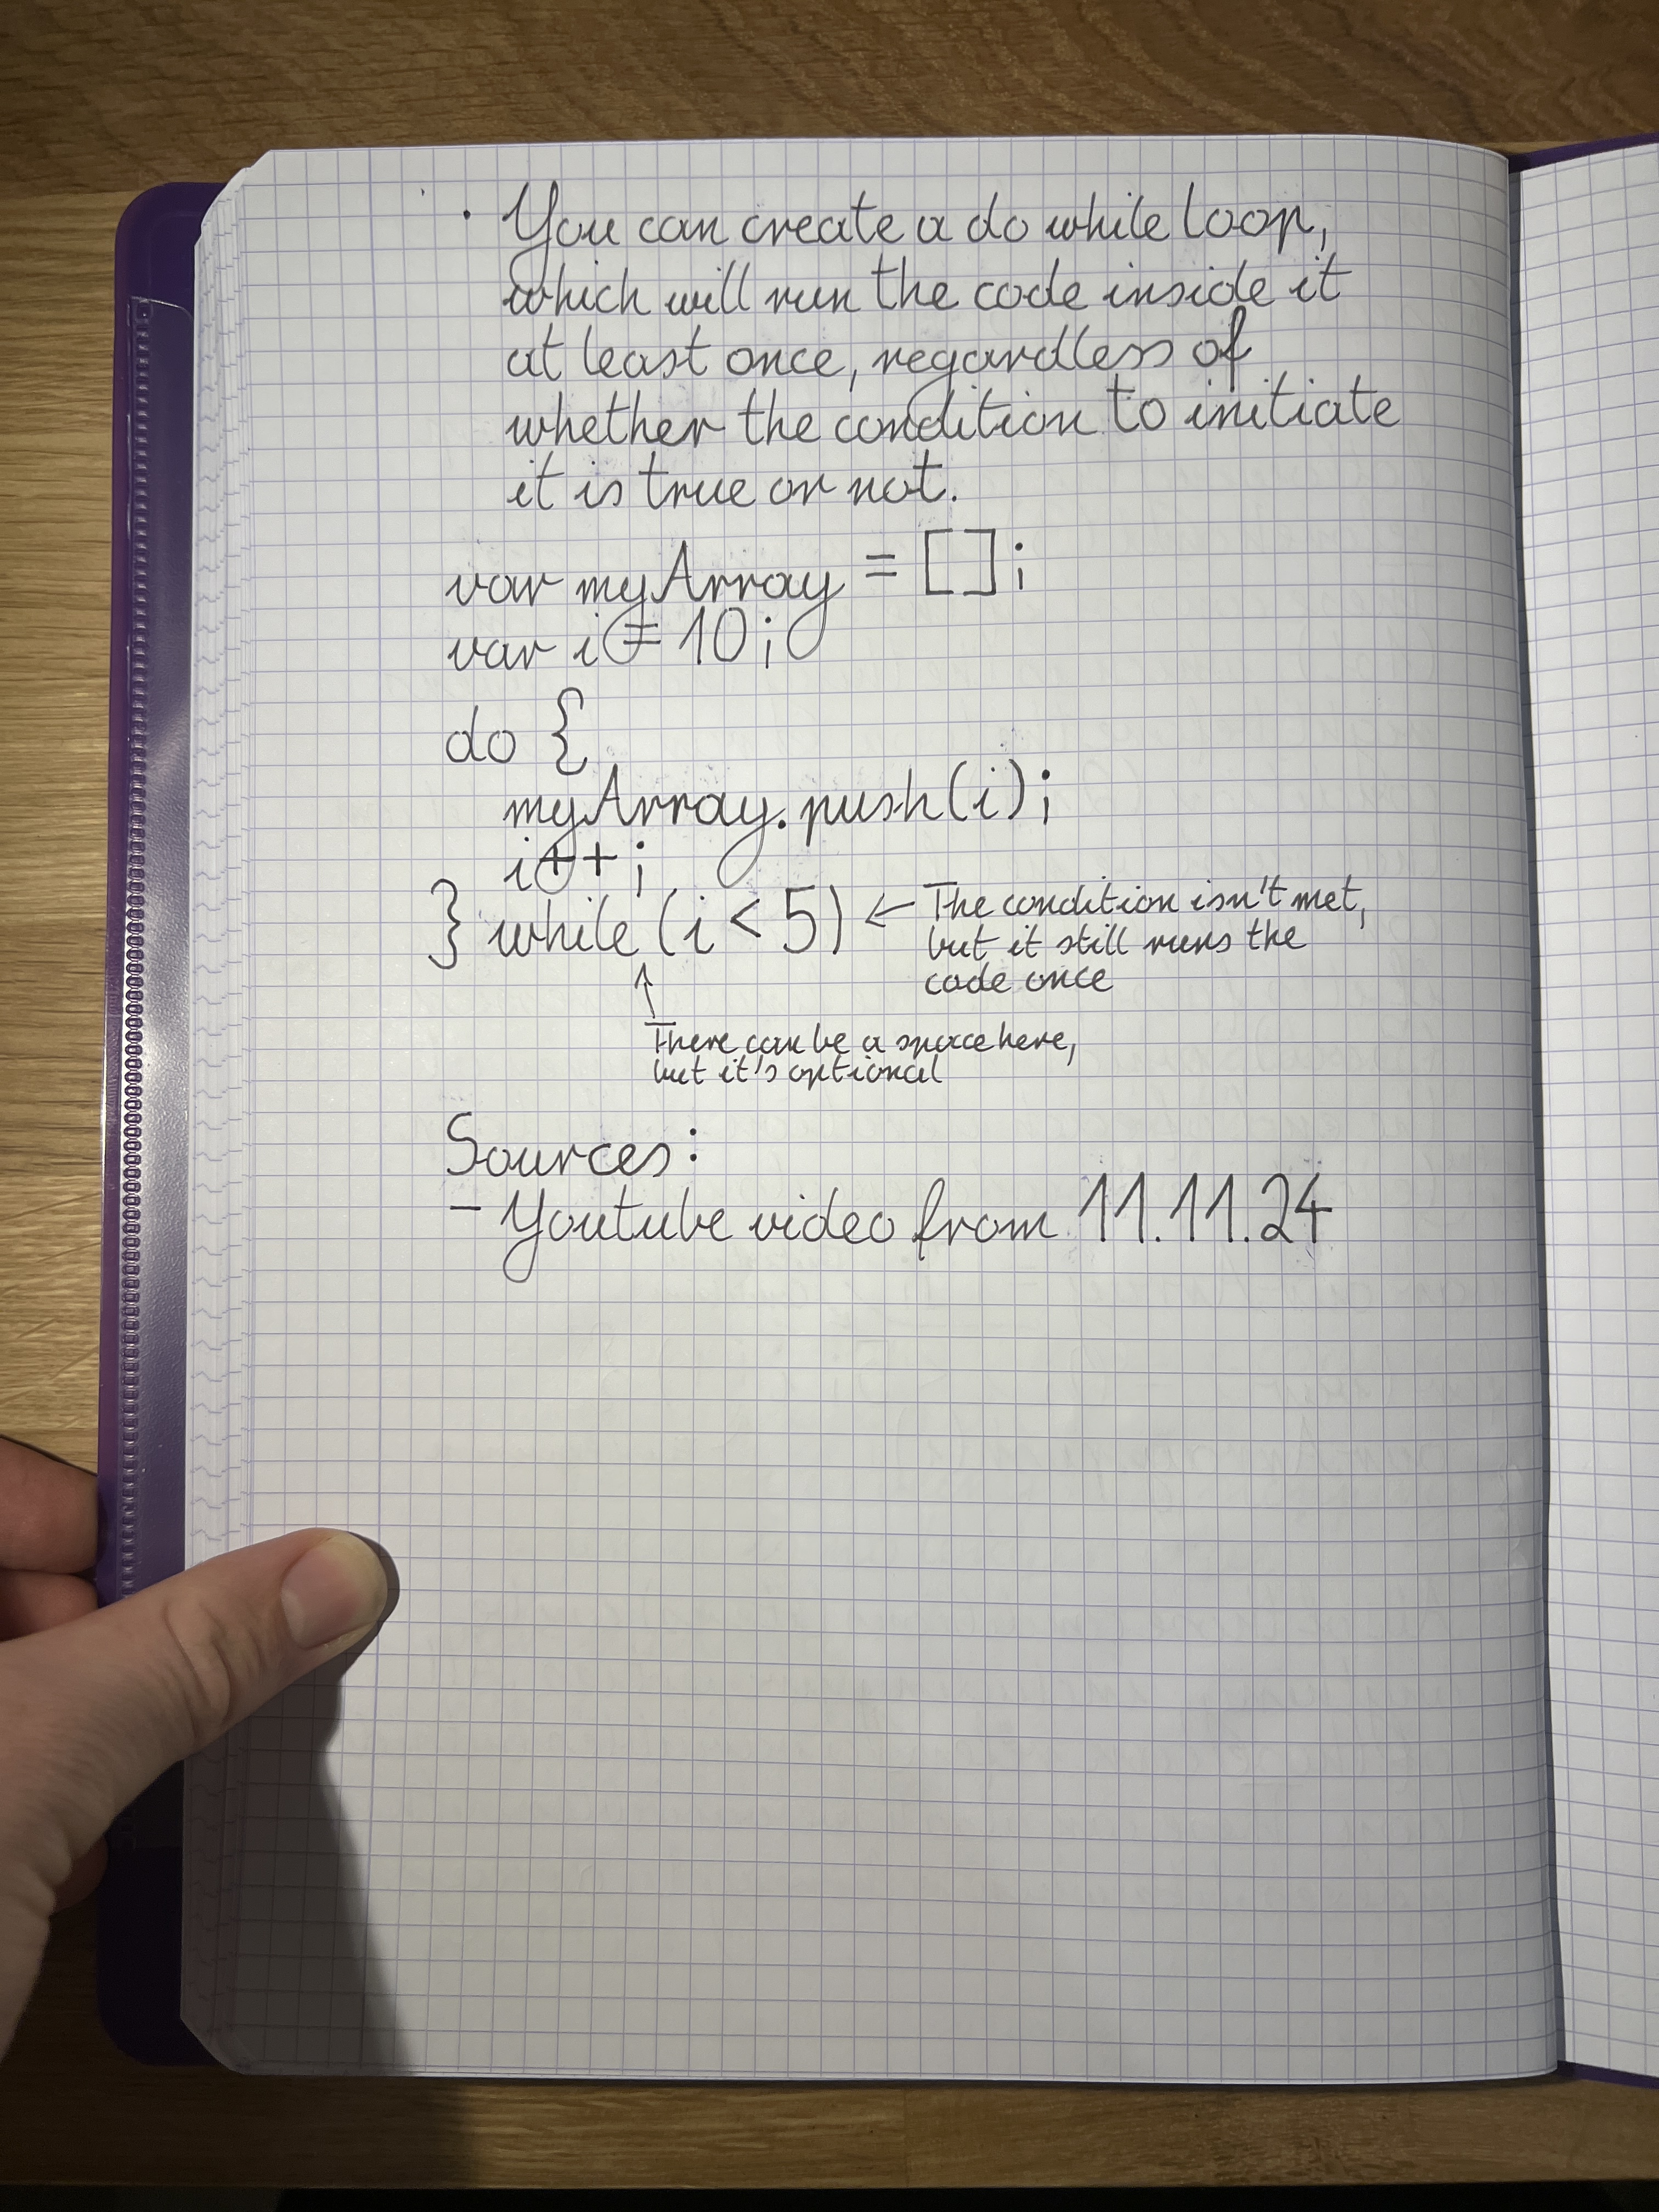 · You can create a do while loop,
which will run the code inside it
at least once, regardless of
whether the condition to initiate
it is true or not.
var myArray = [];
var i = 10;
do {
myArray.push(i);
i++;
} while (i < 5) ← The condition isn't met,
but it still runs the
code once
↑
There can be a space here,
but it's optional
Sources:
- Youtube video from 11.11.24